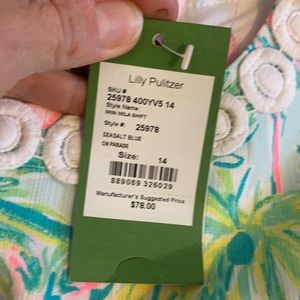 Lilly Pulitzer
SKU #
25978 400YV5 14
Style Name:
MINI MILA SHIFT
Style #: 25978
SEASALT BLUE
ON PARADE
Size: 14
889069 326029
Manufacturer's Suggested Price
$78.00